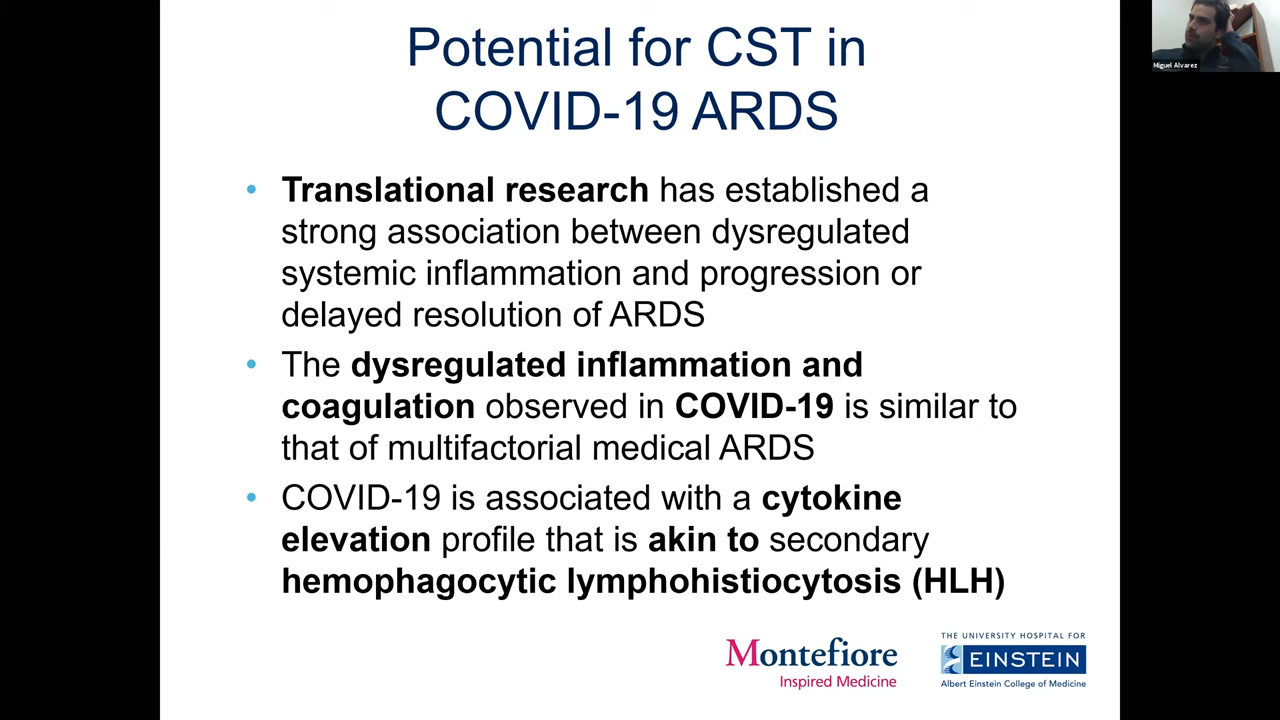 Potential for CST in
COVID-19 ARDS
Miguel Alvarez
• Translational research has established a
strong association between dysregulated
systemic inflammation and progression or
delayed resolution of ARDS
• The dysregulated inflammation and
coagulation observed in COVID-19 is similar to
that of multifactorial medical ARDS
• COVID-19 is associated with a cytokine
elevation profile that is akin to secondary
hemophagocytic lymphohistiocytosis (HLH)
Montefiore
Inspired Medicine
THE UNIVERSITY HOSPITAL FOR
EINSTEIN
Albert Einstein College of Medicine